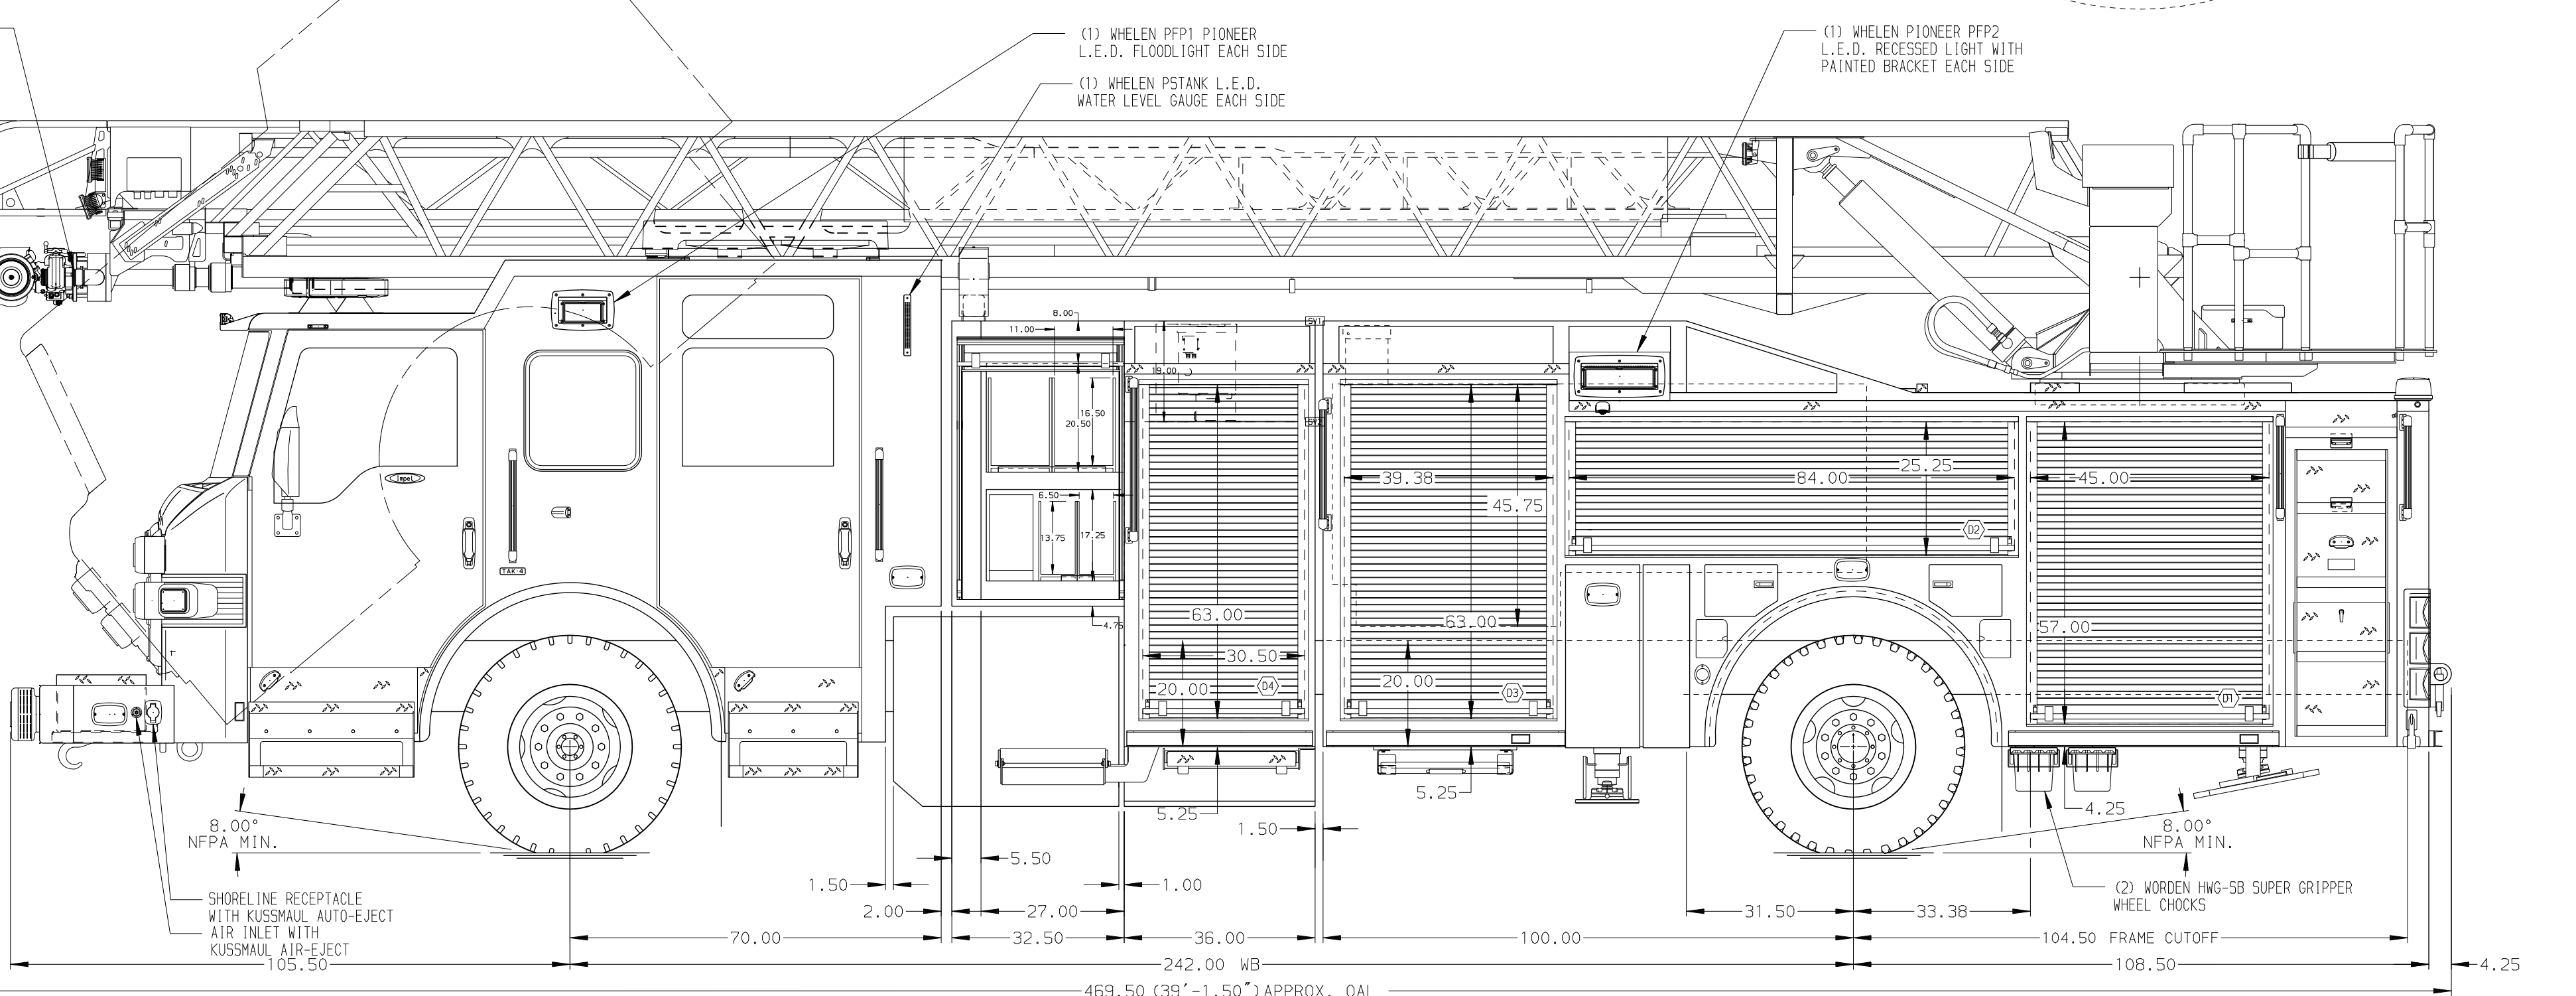 (1) WHELEN PFP1 PIONEER
L.E.D. FLOODLIGHT EACH SIDE
(1) WHELEN PSTANK L.E.D.
WATER LEVEL GAUGE EACH SIDE
(1) WHELEN PIONEER PFP2
L.E.D. RECESSED LIGHT WITH
PAINTED BRACKET EACH SIDE
8.00
11.00
SV1
19.00
16.50
20.50
SV2
6.50
13.75
17.25
4.75
Impel
TAK-4
39.38
45.75
84.00
25.25
D2
45.00
63.00
30.50
20.00
D4
63.00
20.00
D3
57.00
D1
5.25
5.25
1.50
4.25
8.00°
NFPA MIN.
8.00°
NFPA MIN.
5.50
1.50
1.00
2.00
27.00
31.50
33.38
(2) WORDEN HWG-SB SUPER GRIPPER
WHEEL CHOCKS
SHORELINE RECEPTACLE
WITH KUSSMAUL AUTO-EJECT
AIR INLET WITH
KUSSMAUL AIR-EJECT
70.00
32.50
36.00
100.00
104.50 FRAME CUTOFF
105.50
242.00 WB
108.50
4.25
469.50 (39'-1.50") APPROX. OAL